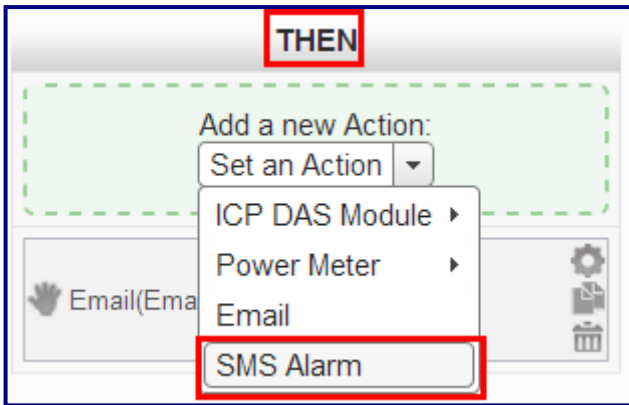 THEN
Add a new Action:
Set an Action
ICP DAS Module
Power Meter
Email(Ema
Email
SMS Alarm